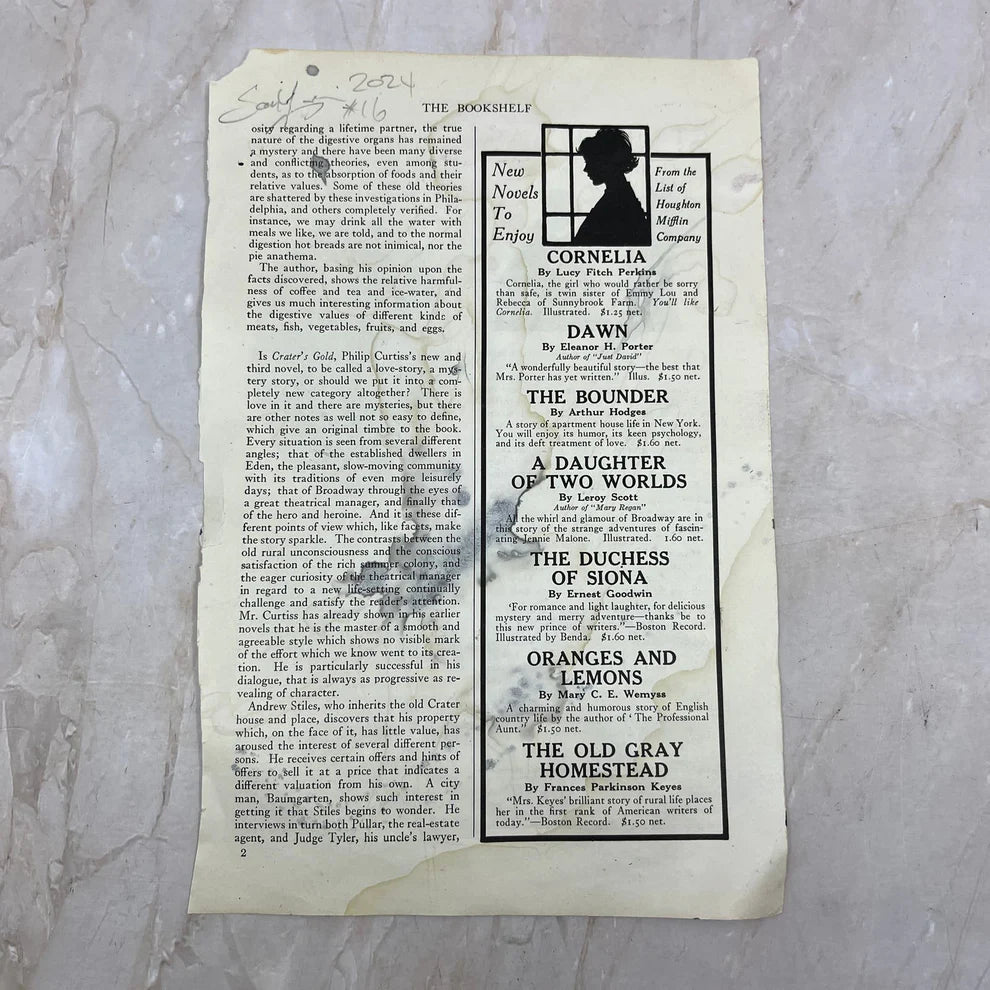 2024
#16
THE BOOKSHELF
osity regarding a lifetime partner, the true
nature of the digestive organs has remained
a mystery and there have been many diverse
and conflicting theories, even among stu-
dents, as to the absorption of foods and their
relative values. Some of these old theories
are shattered by these investigations in Phila-
delphia, and others completely verified. For
instance, we may drink all the water with
meals we like, we are told, and to the normal
digestion hot breads are not inimical, nor the
pie anathema.
The author, basing his opinion upon the
facts discovered, shows the relative harmful-
ness of coffee and tea and ice-water, and
gives us much interesting information about
the digestive values of different kinds of
meats, fish, vegetables, fruits, and eggs.
Is Crater's Gold, Philip Curtiss's new and
third novel, to be called a love-story, a mys-
tery story, or should we put it into a com-
pletely new category altogether? There is
love in it and there are mysteries, but there
are other notes as well not so easy to define,
which give an original timbre to the book.
Every situation is seen from several different
angles; that of the established dwellers in
Eden, the pleasant, slow-moving community
with its traditions of even more leisurely
days; that of Broadway through the eyes of
a great theatrical manager, and finally that
of the hero and heroine. And it is these dif-
ferent points of view which, like facets, make
the story sparkle. The contrasts between the
old rural unconsciousness and the conscious
satisfaction of the rich summer colony, and
the eager curiosity of the theatrical manager
in regard to a new life-setting continually
challenge and satisfy the reader's attention.
Mr. Curtiss has already shown in his earlier
novels that he is the master of a smooth and
agreeable style which shows no visible mark
of the effort which we know went to its crea-
tion. He is particularly successful in his
dialogue, that is always as progressive as re-
vealing of character.
Andrew Stiles, who inherits the old Crater
house and place, discovers that his property
which, on the face of it, has little value, has
aroused the interest of several different per-
sons. He receives certain offers and hints of
offers to sell it at a price that indicates a
different valuation from his own. A city
man, Baumgarten, shows such interest in
getting it that Stiles begins to wonder. He
interviews in turn both Pullar, the real-estate
agent, and Judge Tyler, his uncle's lawyer,
2
New
Novels
To
Enjoy
From the
List of
Houghton
Mifflin
Company
CORNELIA
By Lucy Fitch Perkins
Cornelia, the girl who would rather be sorry
than safe, is twin sister of Emmy Lou and
Rebecca of Sunnybrook Farm. You'll like
Cornelia. Illustrated. $1.25 net.
DAWN
By Eleanor H. Porter
Author of "Just David"
"A wonderfully beautiful story—the best that
Mrs. Porter has yet written." Illus. $1.50 net.
THE BOUNDER
By Arthur Hodges
A story of apartment house life in New York.
You will enjoy its humor, its keen psychology,
and its deft treatment of love. $1.60 net.
A DAUGHTER
OF TWO WORLDS
By Leroy Scott
Author of "Mary Regan"
All the whirl and glamour of Broadway are in
this story of the strange adventures of fascin-
ating Jennie Malone. Illustrated. 1.60 net.
THE DUCHESS
OF SIONA
By Ernest Goodwin
'For romance and light laughter, for delicious
mystery and merry adventure—thanks be to
this new prince of writers."—Boston Record.
Illustrated by Benda. $1.60 net.
ORANGES AND
LEMONS
By Mary C. E. Wemyss
A charming and humorous story of English
country life by the author of 'The Professional
Aunt." $1.50 net.
THE OLD GRAY
HOMESTEAD
By Frances Parkinson Keyes
"Mrs. Keyes' brilliant story of rural life places
her in the first rank of American writers of
today."—Boston Record. $1.50 net.